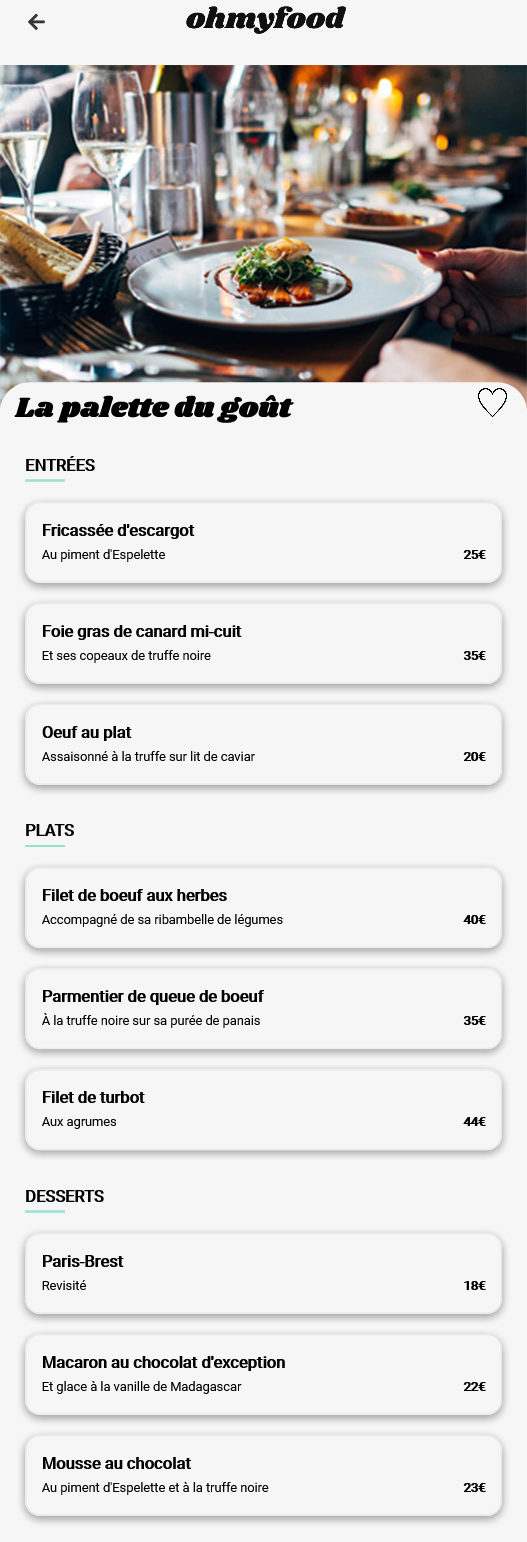 ohmyfood
La palette du goût
ENTRÉES
Fricassée d'escargot
Au piment d'Espelette
25€
Foie gras de canard mi-cuit
Et ses copeaux de truffe noire
35€
Oeuf au plat
Assaisonné à la truffe sur lit de caviar
20€
PLATS
Filet de boeuf aux herbes
Accompagné de sa ribambelle de légumes
40€
Parmentier de queue de boeuf
À la truffe noire sur sa purée de panais
35€
Filet de turbot
Aux agrumes
44€
DESSERTS
Paris-Brest
Revisité
18€
Macaron au chocolat d'exception
Et glace à la vanille de Madagascar
22€
Mousse au chocolat
Au piment d'Espelette et à la truffe noire
23€